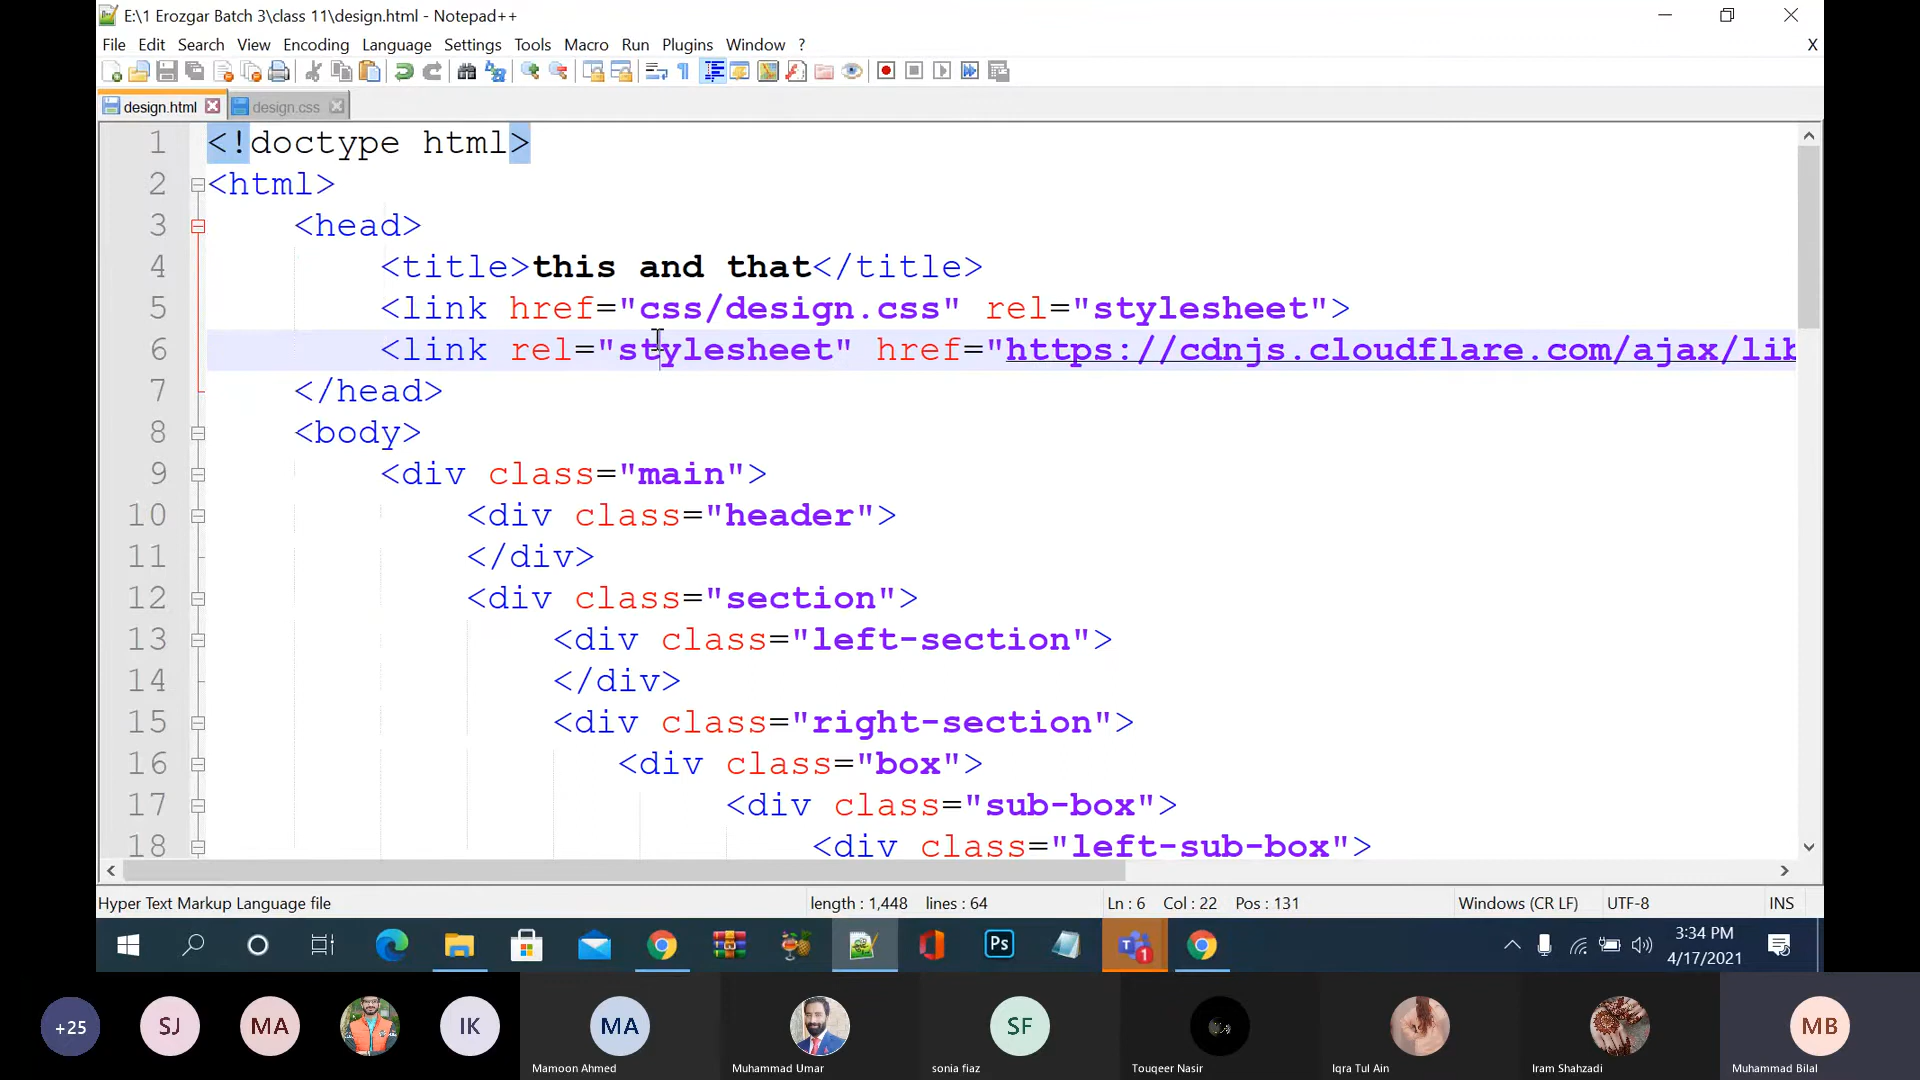 E:\1 Erozgar Batch 3\class 11\design.html - Notepad++
File Edit Search View Encoding Language Settings Tools Macro Run Plugins Window ? X
design.html design.css
1 <!doctype html>
2 <html>
3 <head>
4 <title>this and that</title>
5 <link href="css/design.css" rel="stylesheet">
6 <link rel="stylesheet" href="https://cdnjs.cloudflare.com/ajax/lib
7 </head>
8 <body>
9 <div class="main">
10 <div class="header">
11 </div>
12 <div class="section">
13 <div class="left-section">
14 </div>
15 <div class="right-section">
16 <div class="box">
17 <div class="sub-box">
18 <div class="left-sub-box">
Hyper Text Markup Language file length : 1,448 lines : 64 Ln : 6 Col : 22 Pos : 131 Windows (CR LF) UTF-8 INS
Ps 1 3:34 PM
4/17/2021
+25 SJ MA IK MA SF MB
Mamoon Ahmed Muhammad Umar sonia fiaz Touqeer Nasir Iqra Tul Ain Iram Shahzadi Muhammad Bilal